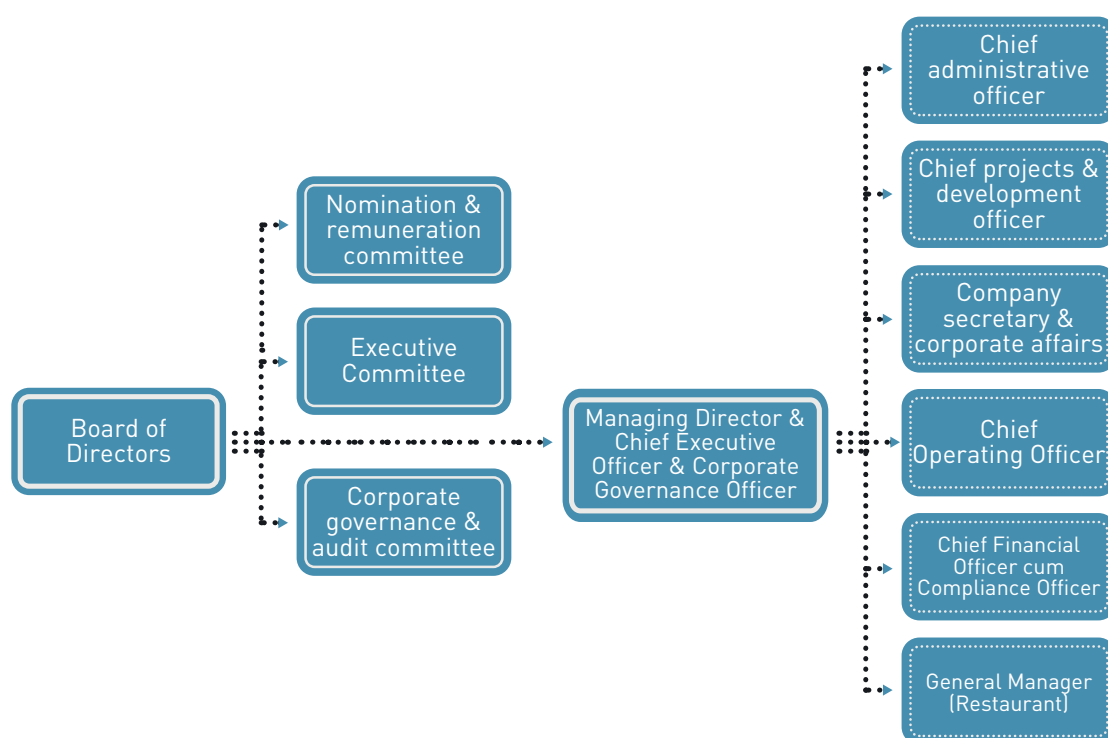 Board of
Directors
Nomination &
remuneration
committee
Executive
Committee
Corporate
governance &
audit committee
Managing Director &
Chief Executive
Officer & Corporate
Governance Officer
Chief
administrative
officer
Chief projects &
development
officer
Company
secretary &
corporate affairs
Chief
Operating Officer
Chief Financial
Officer cum
Compliance Officer
General Manager
(Restaurant)